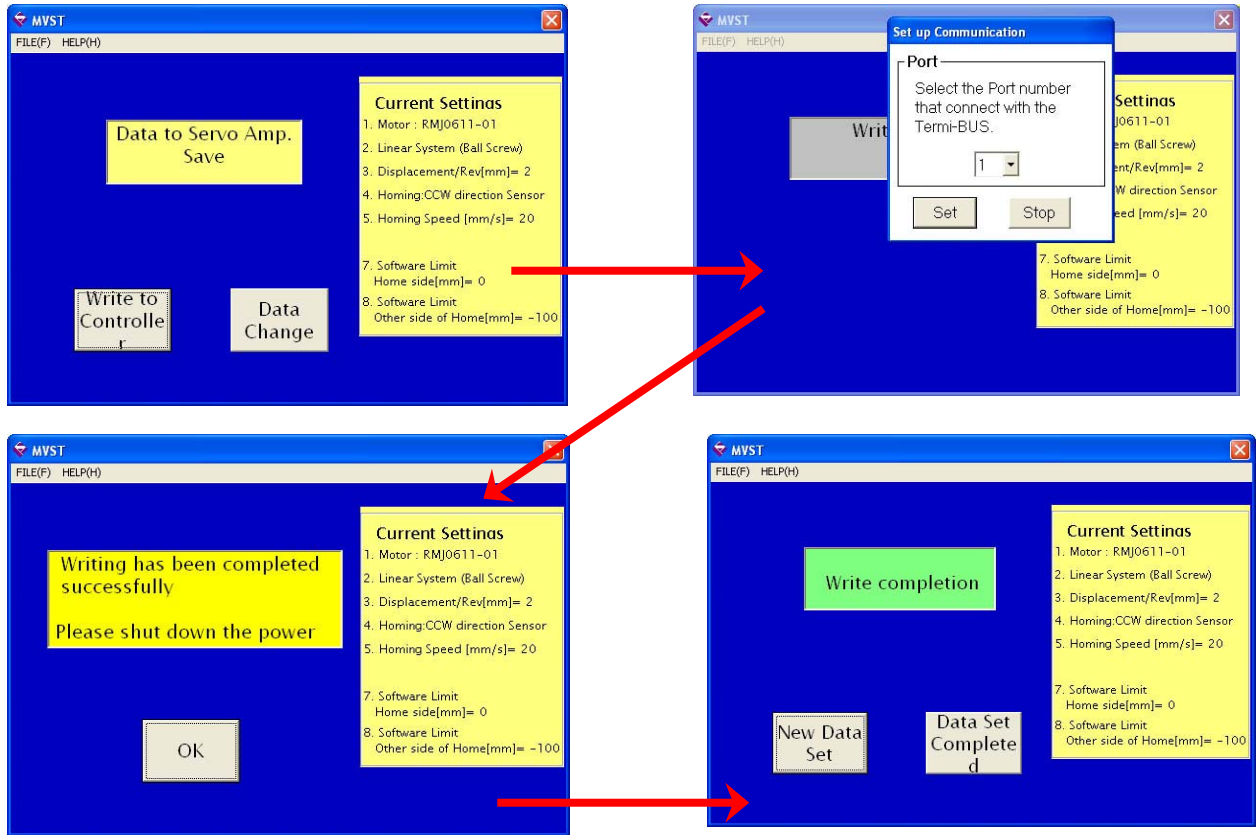 MVST
FILE(F) HELP(H)
Data to Servo Amp.
Save
Write to
Controlle
r
Data
Change
Current Settinas
1. Motor : RMJ0611-01
2. Linear System (Ball Screw)
3. Displacement/Rev[mm]= 2
4. Homing:CCW direction Sensor
5. Homing Speed [mm/s]= 20
7. Software Limit
Home side[mm]= 0
8. Software Limit
Other side of Home[mm]= -100
MVST
FILE(F) HELP(H)
Writ
Set up Communication
Port
Select the Port number
that connect with the
Termi-BUS.
1
Set Stop
Settinas
J0611-01
em (Ball Screw)
ent/Rev[mm]= 2
W direction Sensor
eed [mm/s]= 20
7. Software Limit
Home side[mm]= 0
8. Software Limit
Other side of Home[mm]= -100
MVST
FILE(F) HELP(H)
Writing has been completed
successfully
Please shut down the power
OK
Current Settinas
1. Motor : RMJ0611-01
2. Linear System (Ball Screw)
3. Displacement/Rev[mm]= 2
4. Homing:CCW direction Sensor
5. Homing Speed [mm/s]= 20
7. Software Limit
Home side[mm]= 0
8. Software Limit
Other side of Home[mm]= -100
MVST
FILE(F) HELP(H)
Write completion
New Data
Set
Data Set
Complete
d
Current Settinas
1. Motor : RMJ0611-01
2. Linear System (Ball Screw)
3. Displacement/Rev[mm]= 2
4. Homing:CCW direction Sensor
5. Homing Speed [mm/s]= 20
7. Software Limit
Home side[mm]= 0
8. Software Limit
Other side of Home[mm]= -100